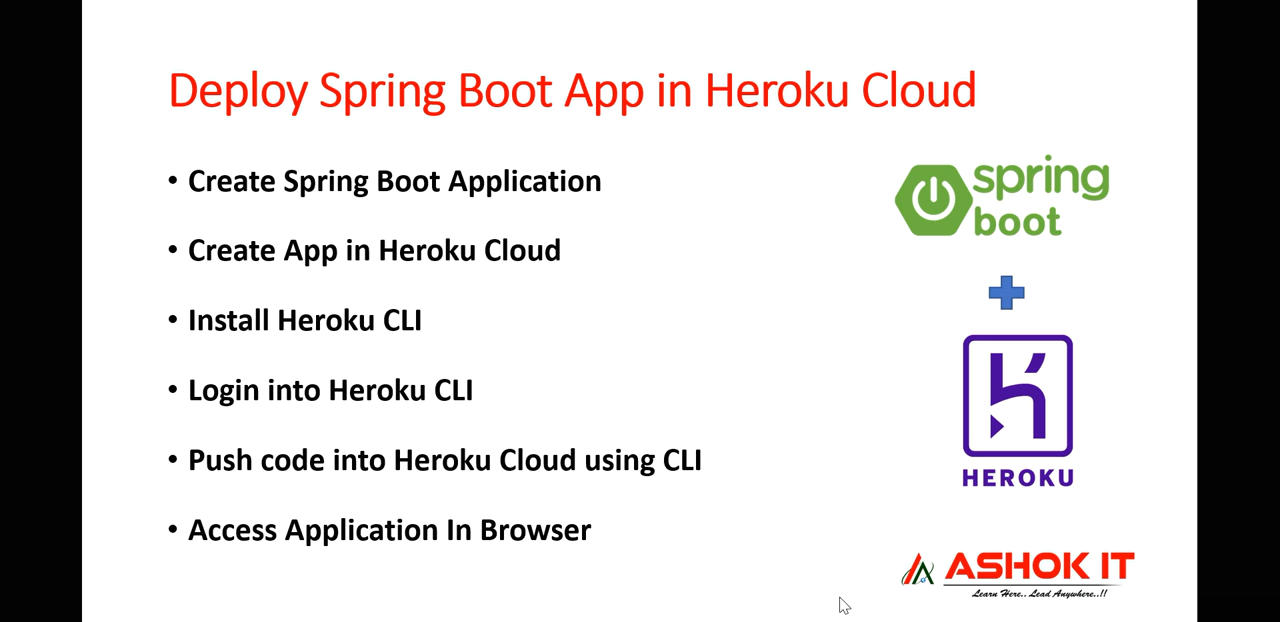 Deploy Spring Boot App in Heroku Cloud
• Create Spring Boot Application
• Create App in Heroku Cloud
• Install Heroku CLI
• Login into Heroku CLI
• Push code into Heroku Cloud using CLI
• Access Application In Browser
spring
boot
HEROKU
ASHOK IT
Learn Here.. Lead Anywhere..!!